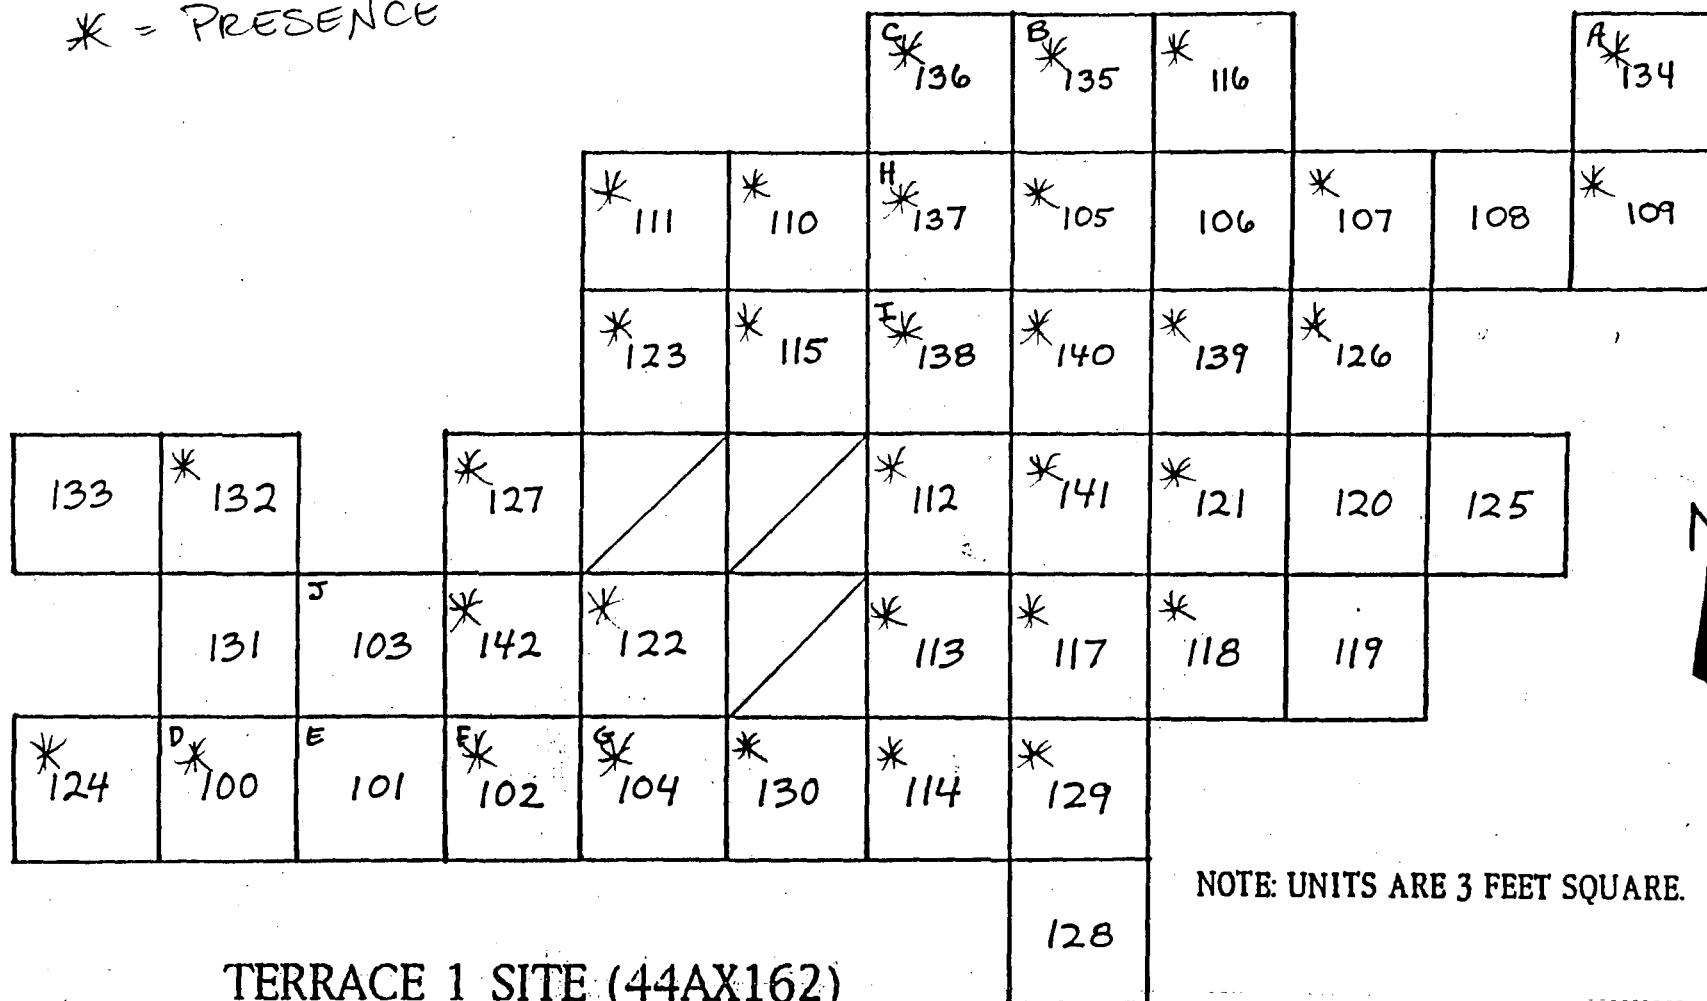 * = PRESENCE
C * 136 B * 135 * 116 A * 134
* 111 * 110 H * 137 * 105 106 * 107 108 * 109
* 123 * 115 I * 138 * 140 * 139 * 126
133 * 132 * 127 * 112 * 141 * 121 120 125
N
131 J 103 * 142 * 122 * 113 * 117 * 118 119
* 124 D * 100 E 101 F * 102 G * 104 * 130 * 114 * 129
NOTE: UNITS ARE 3 FEET SQUARE.
128
TERRACE 1 SITE (44AX162)